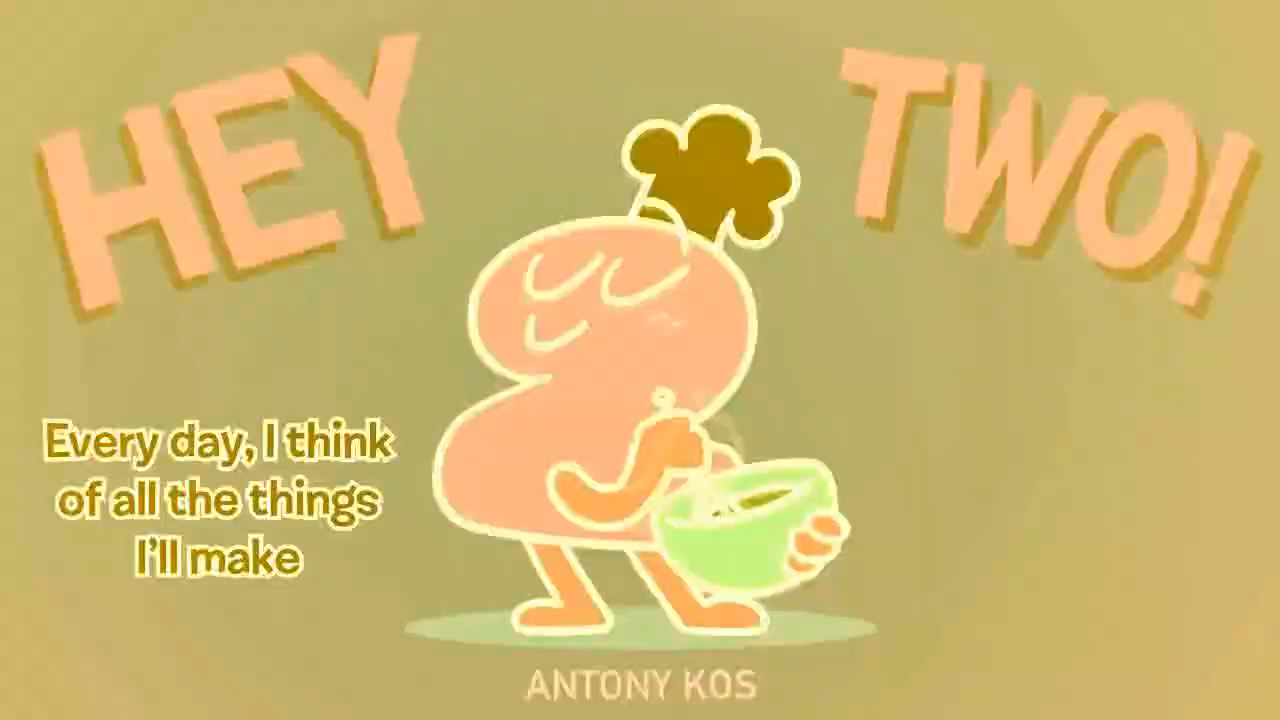 HEY TWO!
Every day, I think
of all the things
I'll make
ANTONY KOS